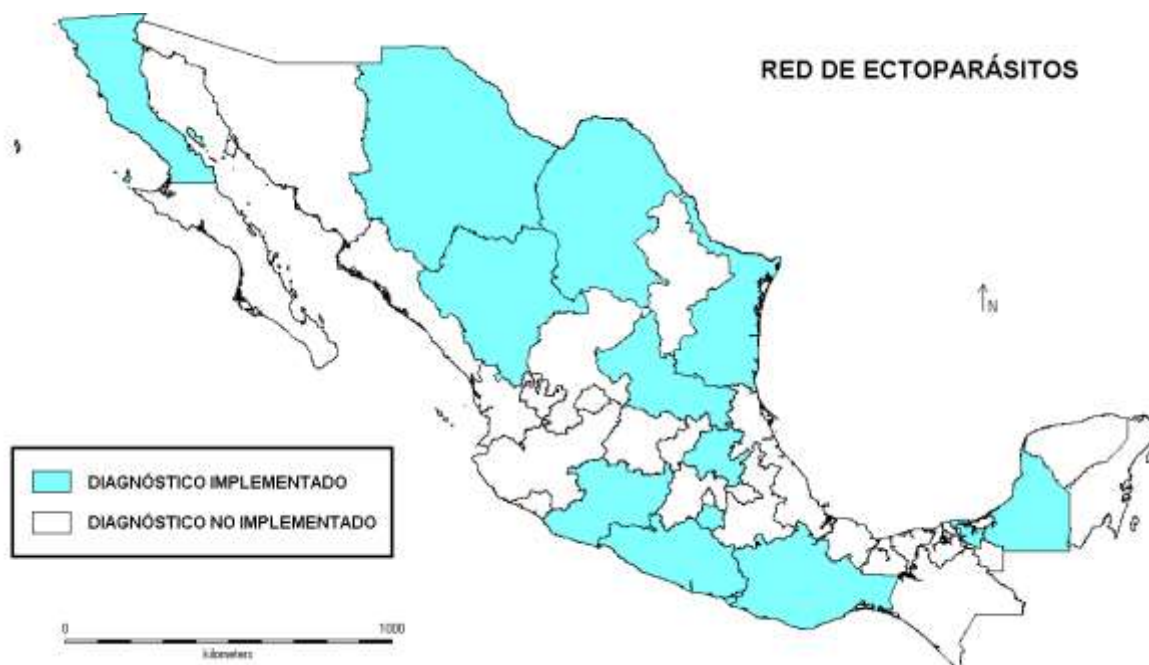 RED DE ECTOPARÁSITOS
N
DIAGNÓSTICO IMPLEMENTADO
DIAGNÓSTICO NO IMPLEMENTADO
0 1000
kilometers